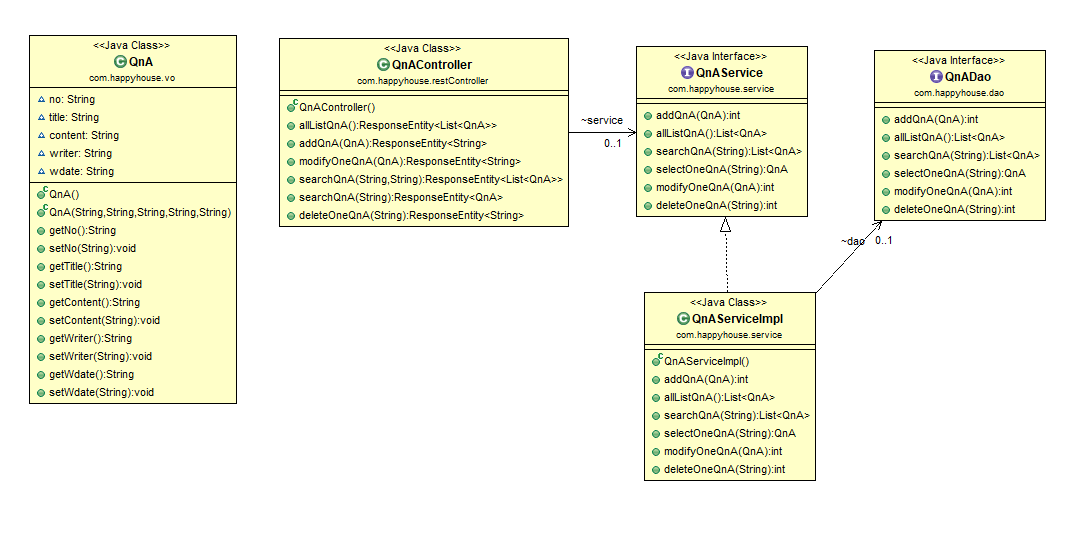 <<Java Class>>
QnA
com.happyhouse.vo
no: String
title: String
content: String
writer: String
wdate: String
QnA()
QnA(String,String,String,String,String)
getNo():String
setNo(String):void
getTitle():String
setTitle(String):void
getContent():String
setContent(String):void
getWriter():String
setWriter(String):void
getWdate():String
setWdate(String):void
<<Java Class>>
QnAController
com.happyhouse.restController
QnAController()
allListQnA():ResponseEntity<List<QnA>>
addQnA(QnA):ResponseEntity<String>
modifyOneQnA(QnA):ResponseEntity<String>
searchQnA(String,String):ResponseEntity<List<QnA>>
searchQnA(String):ResponseEntity<QnA>
deleteOneQnA(String):ResponseEntity<String>
~service
0..1
<<Java Interface>>
QnAService
com.happyhouse.service
addQnA(QnA):int
allListQnA():List<QnA>
searchQnA(String):List<QnA>
selectOneQnA(String):QnA
modifyOneQnA(QnA):int
deleteOneQnA(String):int
<<Java Interface>>
QnADao
com.happyhouse.dao
addQnA(QnA):int
allListQnA():List<QnA>
searchQnA(String):List<QnA>
selectOneQnA(String):QnA
modifyOneQnA(QnA):int
deleteOneQnA(String):int
~dao
0..1
<<Java Class>>
QnAServiceImpl
com.happyhouse.service
QnAServiceImpl()
addQnA(QnA):int
allListQnA():List<QnA>
searchQnA(String):List<QnA>
selectOneQnA(String):QnA
modifyOneQnA(QnA):int
deleteOneQnA(String):int